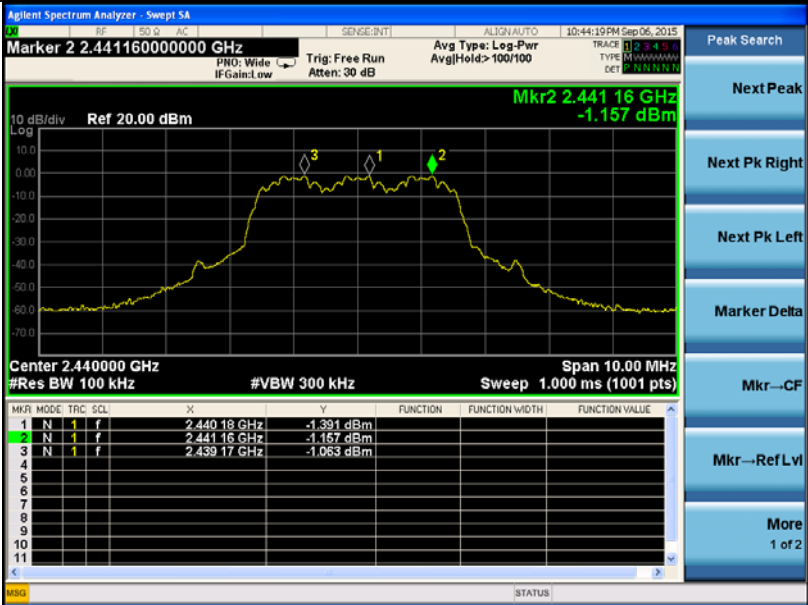 Agilent Spectrum Analyzer - Swept SA
RF 50 Ω AC SENSE:INT ALIGN AUTO 10:44:19 PM Sep 06, 2015
Marker 2 2.441160000000 GHz
PNO: Wide
IFGain:Low
Trig: Free Run
Atten: 30 dB
Avg Type: Log-Pwr
Avg|Hold:> 100/100
TRACE 1 2 3 4 5 6
TYPE M
DET P N N N N N
Mkr2 2.441 16 GHz
-1.157 dBm
10 dB/div Ref 20.00 dBm
Log
10.0
0.00
-10.0
-20.0
-30.0
-40.0
-50.0
-60.0
-70.0
3 1 2
Center 2.440000 GHz Span 10.00 MHz
#Res BW 100 kHz #VBW 300 kHz Sweep 1.000 ms (1001 pts)
MKR MODE TRC SCL X Y FUNCTION FUNCTION WIDTH FUNCTION VALUE
1 N 1 f 2.440 18 GHz -1.391 dBm
2 N 1 f 2.441 16 GHz -1.157 dBm
3 N 1 f 2.439 17 GHz -1.063 dBm
4
5
6
7
8
9
10
11
MSG STATUS
Peak Search
Next Peak
Next Pk Right
Next Pk Left
Marker Delta
Mkr→CF
Mkr→Ref Lvl
More
1 of 2